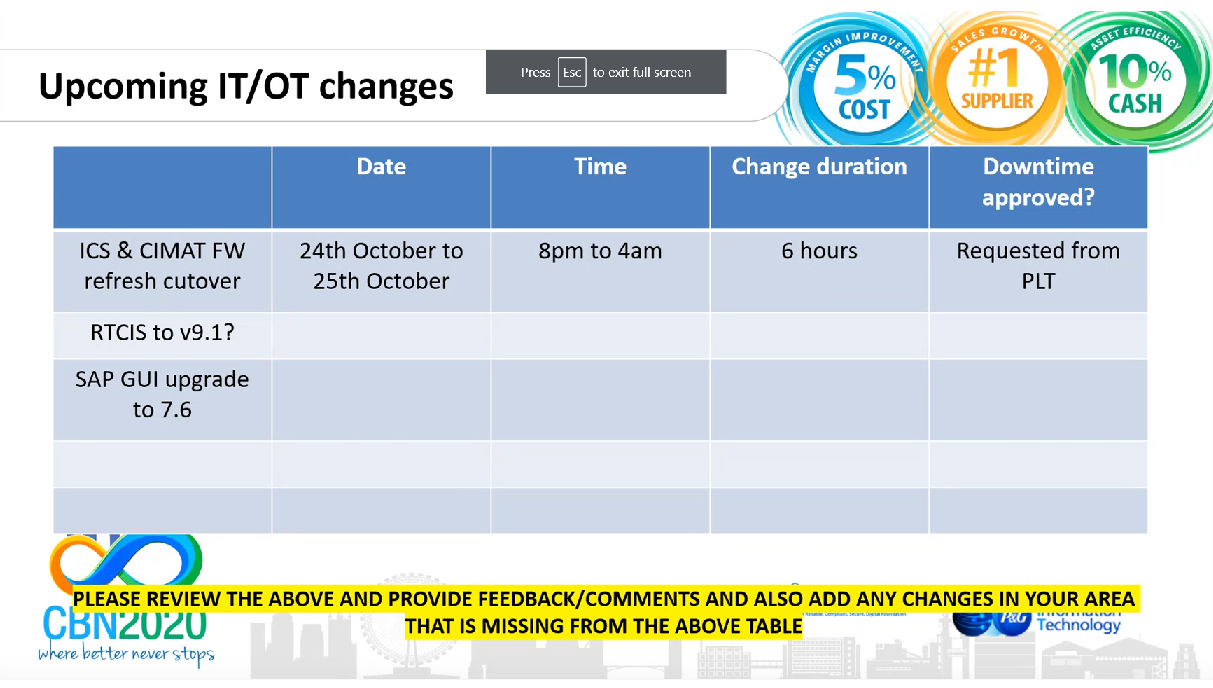 Upcoming IT/OT changes
Press Esc to exit full screen
MARGIN IMPROVEMENT
5%
COST
SALES GROWTH
#1
SUPPLIER
ASSET EFFICIENCY
10%
CASH
Date
Time
Change duration
Downtime
approved?
ICS & CIMAT FW
refresh cutover
24th October to
25th October
8pm to 4am
6 hours
Requested from
PLT
RTCIS to v9.1?
SAP GUI upgrade
to 7.6
PLEASE REVIEW THE ABOVE AND PROVIDE FEEDBACK/COMMENTS AND ALSO ADD ANY CHANGES IN YOUR AREA
THAT IS MISSING FROM THE ABOVE TABLE
CBN2020
where better never stops
P&G
Information
Technology